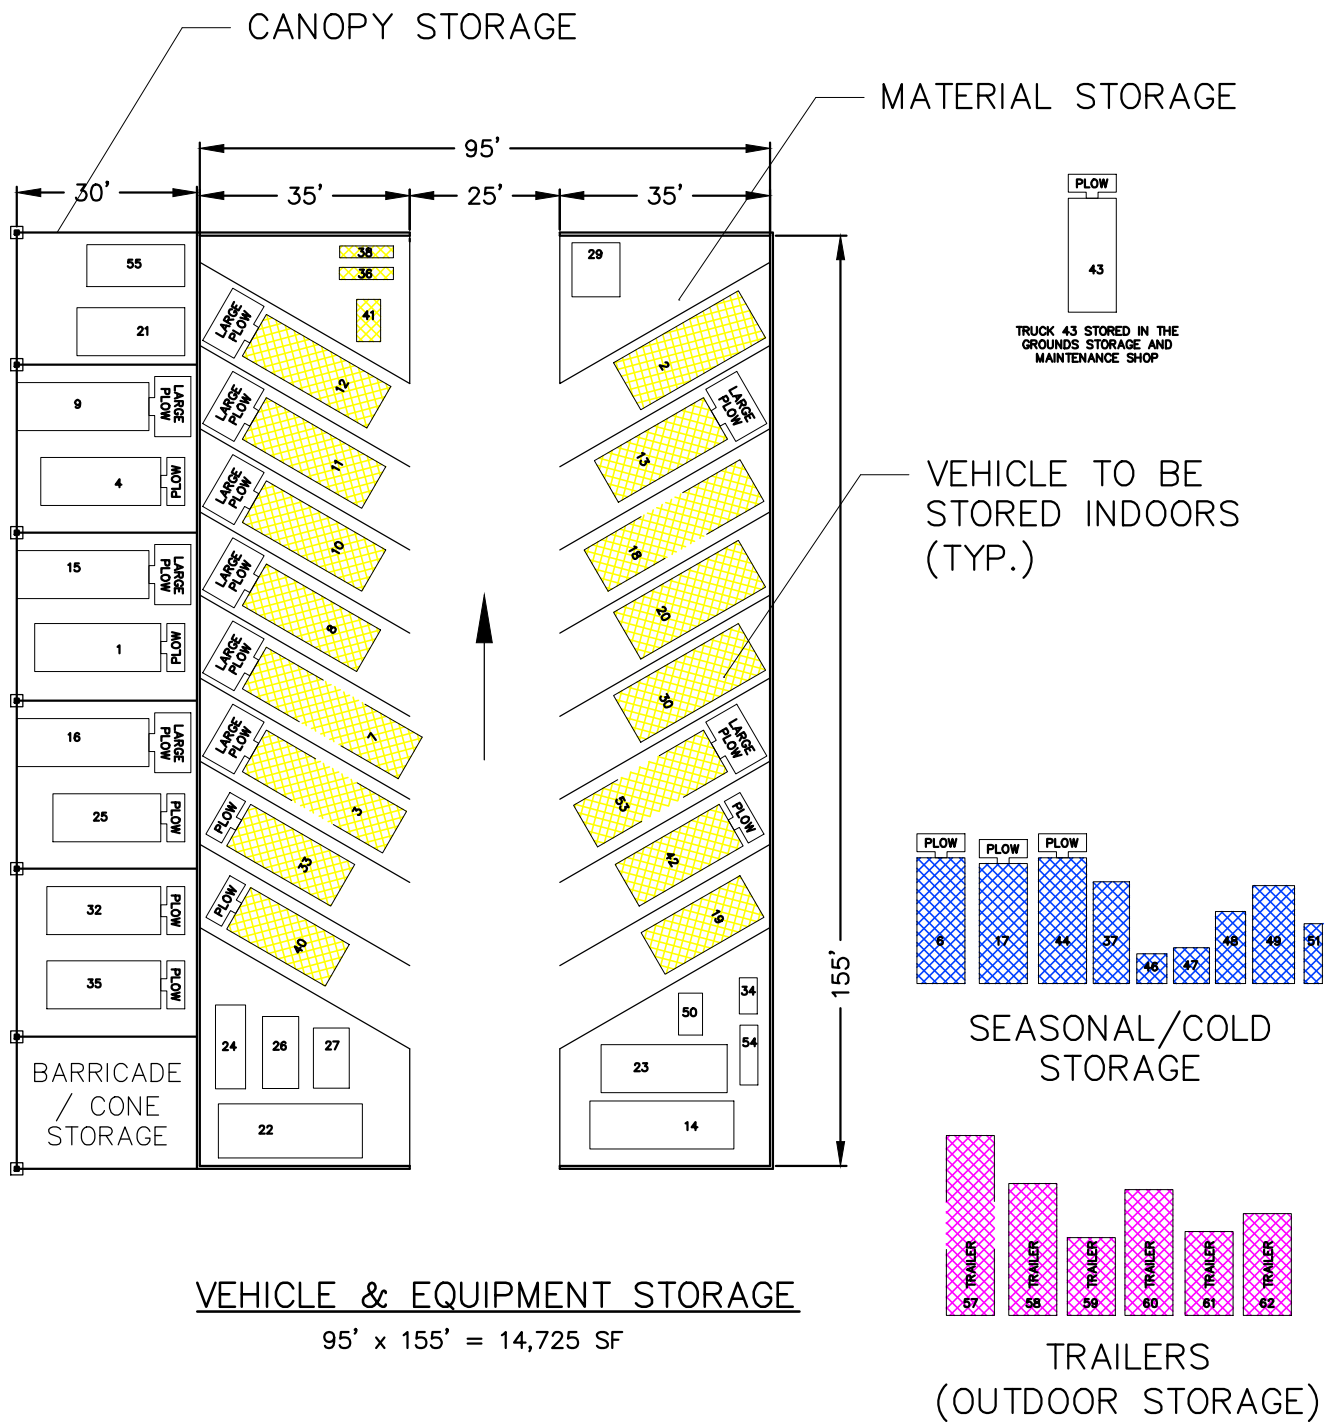 CANOPY STORAGE
MATERIAL STORAGE
95'
30'
35'
25'
35'
PLOW
43
TRUCK 43 STORED IN THE
GROUNDS STORAGE AND
MAINTENANCE SHOP
55
21
9
LARGE
PLOW
4
PLOW
15
LARGE
PLOW
1
PLOW
16
LARGE
PLOW
25
PLOW
32
PLOW
35
PLOW
BARRICADE
/ CONE
STORAGE
38
36
41
LARGE
PLOW
12
LARGE
PLOW
11
LARGE
PLOW
10
LARGE
PLOW
8
LARGE
PLOW
7
LARGE
PLOW
3
PLOW
33
PLOW
40
24
26
27
22
29
2
LARGE
PLOW
13
18
20
30
LARGE
PLOW
53
PLOW
42
19
34
50
54
23
14
155'
VEHICLE TO BE
STORED INDOORS
(TYP.)
PLOW
PLOW
PLOW
6
17
44
37
46
47
48
49
51
SEASONAL/COLD
STORAGE
TRAILER
57
TRAILER
58
TRAILER
59
TRAILER
60
TRAILER
61
TRAILER
62
TRAILERS
(OUTDOOR STORAGE)
VEHICLE & EQUIPMENT STORAGE
95' x 155' = 14,725 SF